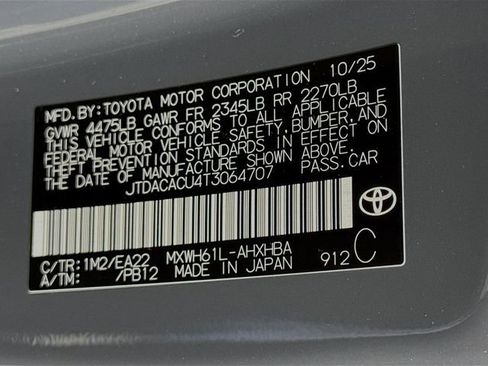 MFD.BY:TOYOTA MOTOR CORPORATION 10/25
GVWR 4475LB GAWR FR 2345LB RR 2270LB
THIS VEHICLE CONFORMS TO ALL APPLICABLE
FEDERAL MOTOR VEHICLE SAFETY,BUMPER, AND
THEFT PREVENTION STANDARDS IN EFFECT ON
THE DATE OF MANUFACTURE SHOWN ABOVE.
JTDACACU4T3064707 PASS.CAR
C/TR:1M2/EA22 MXWH61L-AHXHBA
A/TM: /PB12 MADE IN JAPAN 912 C